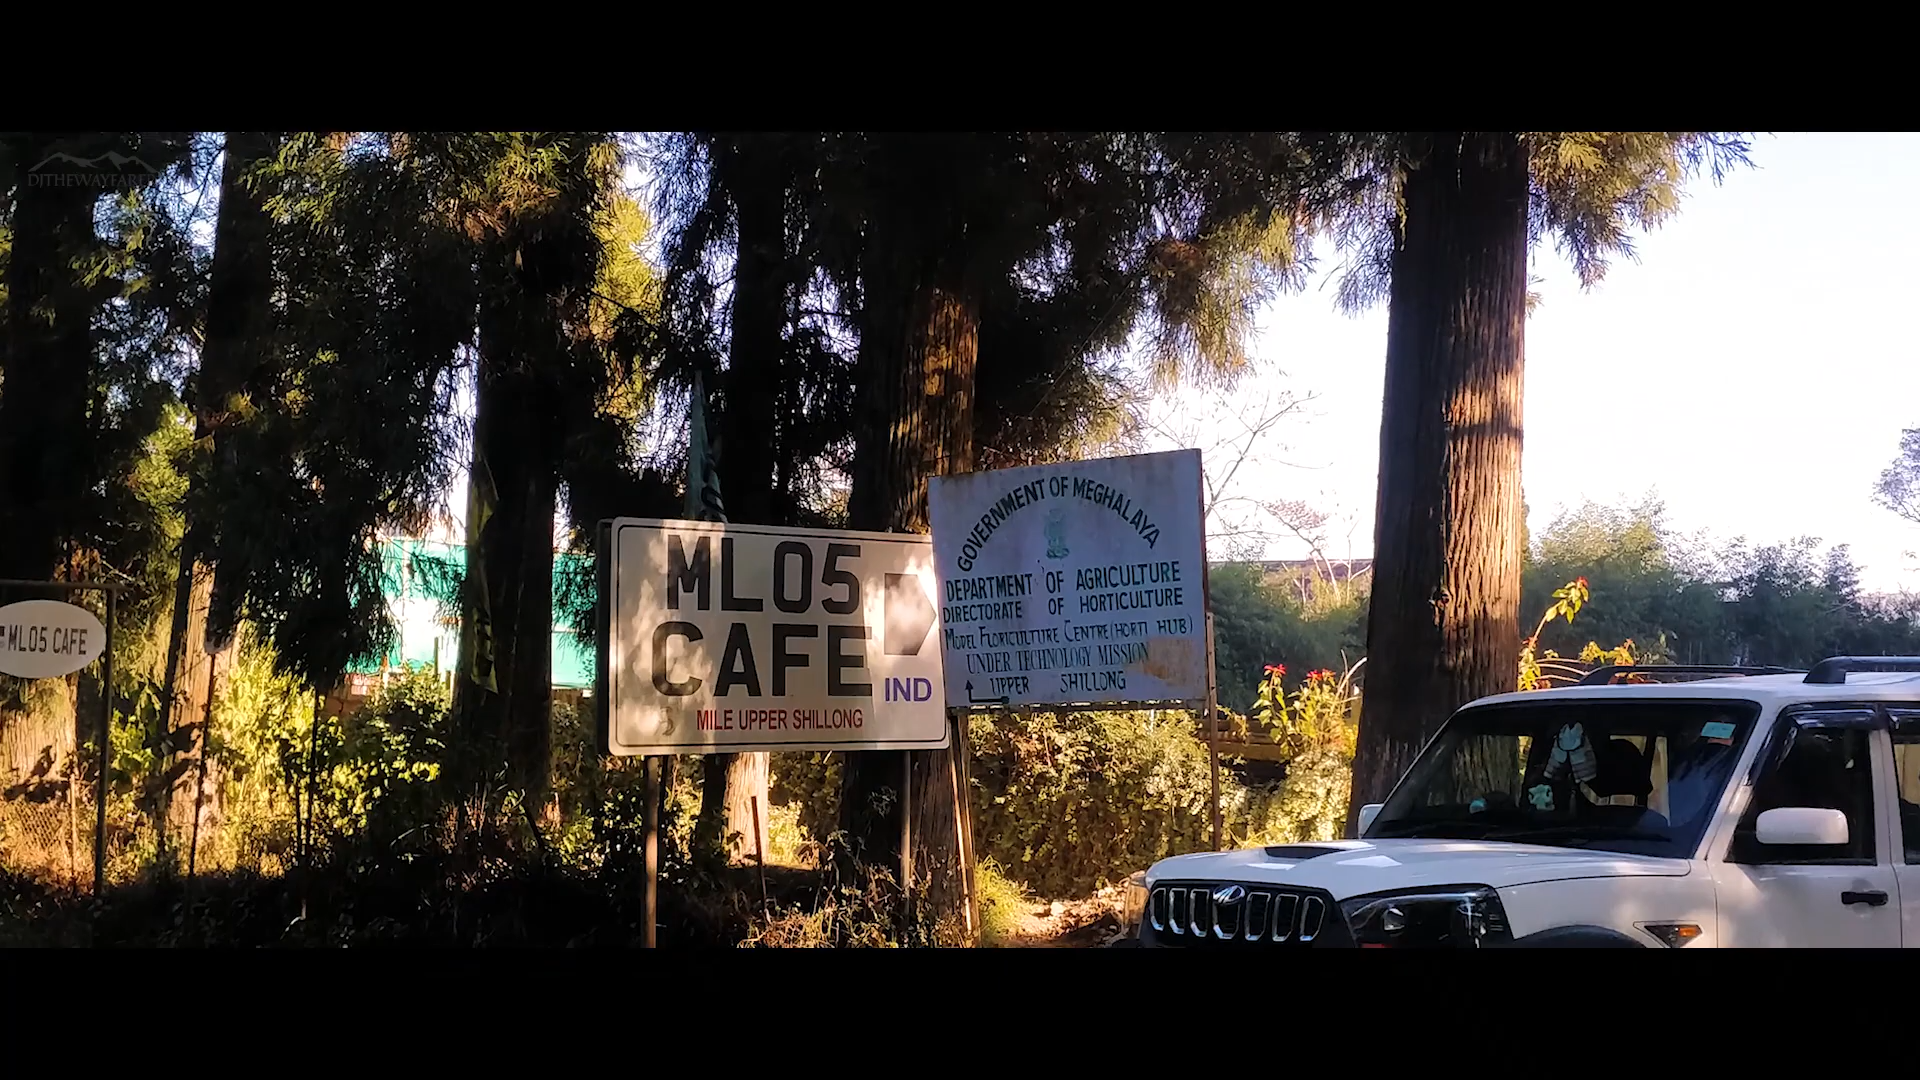 ML05 CAFE
ML05
CAFE
IND
MILE UPPER SHILLONG
GOVERNMENT OF MEGHALAYA
DEPARTMENT OF AGRICULTURE
DIRECTORATE OF HORTICULTURE
MODEL FLORICULTURE CENTRE (HORTI HUB)
UNDER TECHNOLOGY MISSION
UPPER SHILLONG